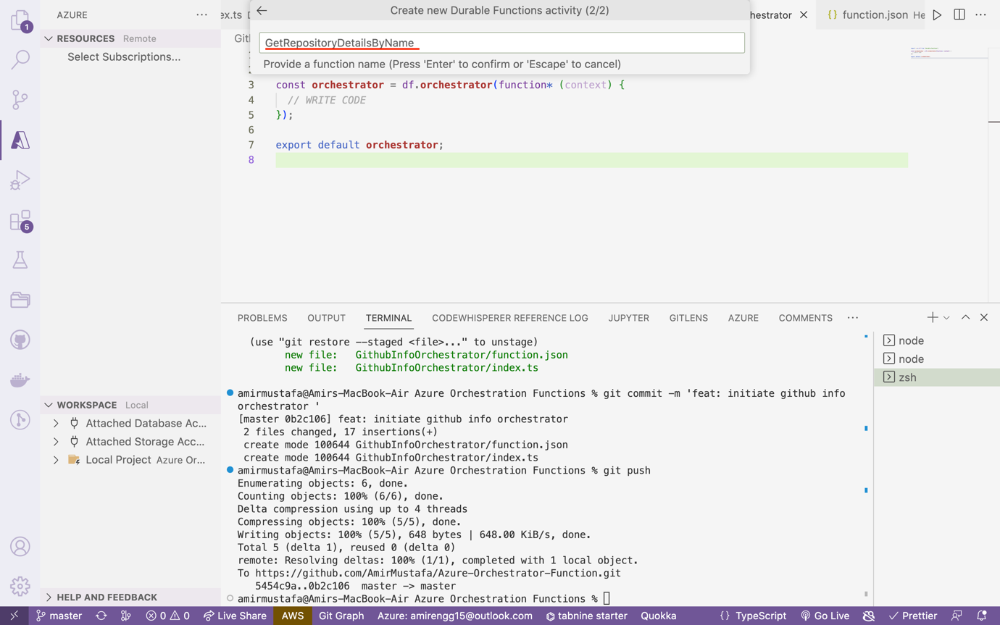 AZURE
ex.ts
Create new Durable Functions activity (2/2)
hestrator
{} function.json He
GetRepositoryDetailsByName
Provide a function name (Press 'Enter' to confirm or 'Escape' to cancel)
1
RESOURCES Remote
Select Subscriptions...
5
3 const orchestrator = df.orchestrator(function* (context) {
4 // WRITE CODE
5 });
6
7 export default orchestrator;
8
WORKSPACE Local
Attached Database Ac...
Attached Storage Acc...
Local Project Azure Or...
HELP AND FEEDBACK
PROBLEMS OUTPUT TERMINAL CODEWHISPERER REFERENCE LOG JUPYTER GITLENS AZURE COMMENTS ...
(use "git restore --staged <file>..." to unstage)
new file: GithubInfoOrchestrator/function.json
new file: GithubInfoOrchestrator/index.ts
amirmustafa@Amirs-MacBook-Air Azure Orchestration Functions % git commit -m 'feat: initiate github info
orchestrator '
[master 0b2c106] feat: initiate github info orchestrator
2 files changed, 17 insertions(+)
create mode 100644 GithubInfoOrchestrator/function.json
create mode 100644 GithubInfoOrchestrator/index.ts
amirmustafa@Amirs-MacBook-Air Azure Orchestration Functions % git push
Enumerating objects: 6, done.
Counting objects: 100% (6/6), done.
Delta compression using up to 4 threads
Compressing objects: 100% (5/5), done.
Writing objects: 100% (5/5), 648 bytes | 648.00 KiB/s, done.
Total 5 (delta 1), reused 0 (delta 0)
remote: Resolving deltas: 100% (1/1), completed with 1 local object.
To https://github.com/AmirMustafa/Azure-Orchestrator-Function.git
5454c9a..0b2c106 master -> master
amirmustafa@Amirs-MacBook-Air Azure Orchestration Functions %
node
node
zsh
master 0 0 Live Share AWS Git Graph Azure: amirengg15@outlook.com tabnine starter Quokka {} TypeScript Go Live Prettier